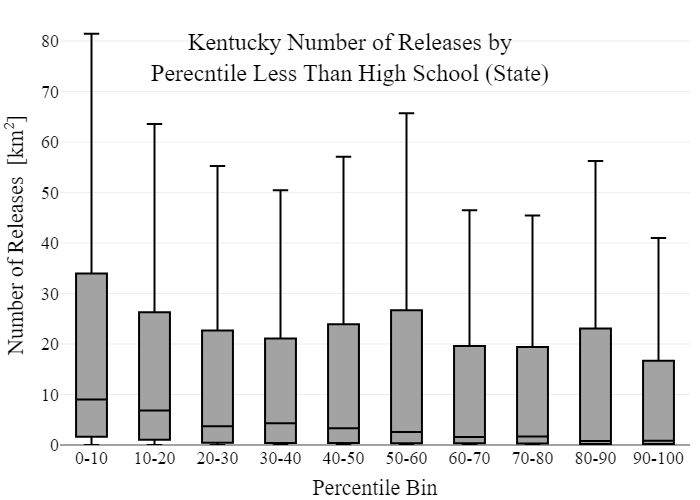 Kentucky Number of Releases by
Perecntile Less Than High School (State)
Number of Releases [km²]
80
70
60
50
40
30
20
10
0
0-10 10-20 20-30 30-40 40-50 50-60 60-70 70-80 80-90 90-100
Percentile Bin